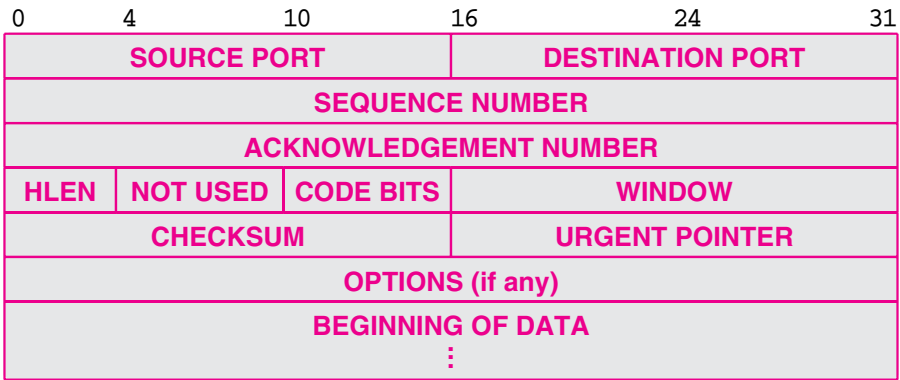 0 4 10 16 24 31
SOURCE PORT DESTINATION PORT
SEQUENCE NUMBER
ACKNOWLEDGEMENT NUMBER
HLEN NOT USED CODE BITS WINDOW
CHECKSUM URGENT POINTER
OPTIONS (if any)
BEGINNING OF DATA
⋮